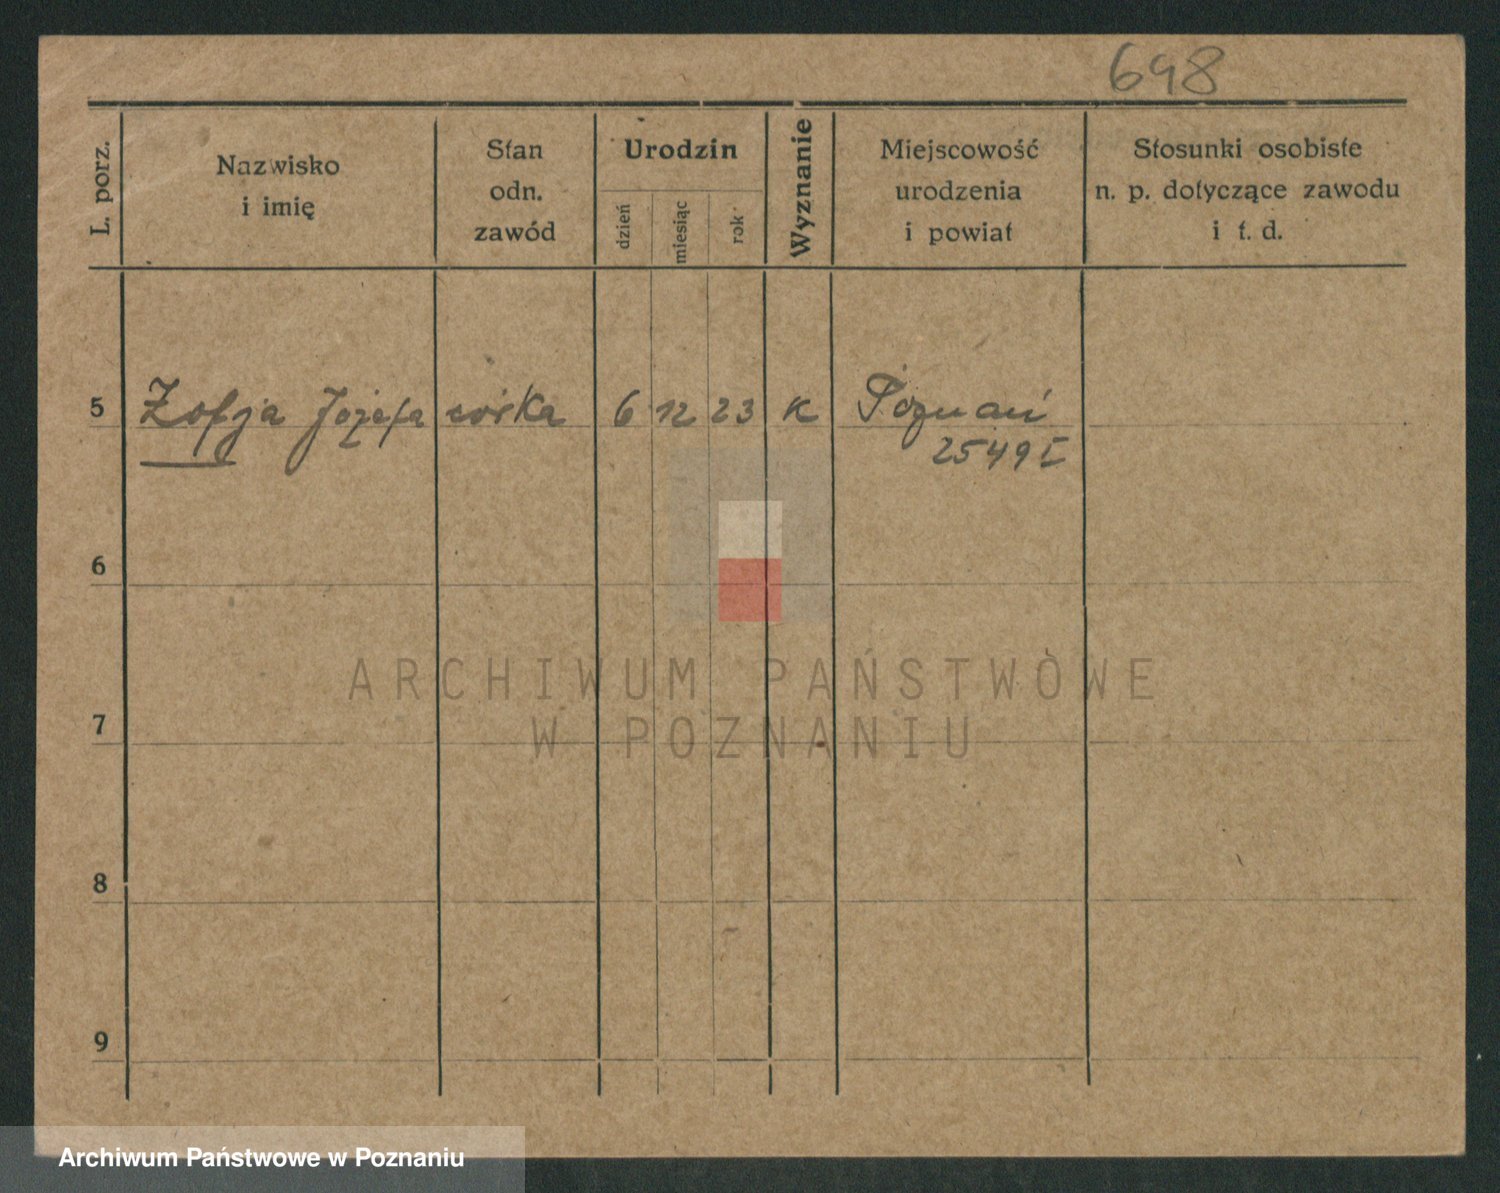 698
L. porz.
Nazwisko
i imię
Stan
odn.
zawód
Urodzin
dzień
miesiąc
rok
Wyznanie
Miejscowość
urodzenia
i powiat
Stosunki osobiste
n. p. dotyczące zawodu
i t. d.
5 Zofja Józefa córka 6 12 23 K Poznań
2549 I
6
7
8
9
ARCHIWUM PAŃSTWOWE
W POZNANIU
Archiwum Państwowe w Poznaniu